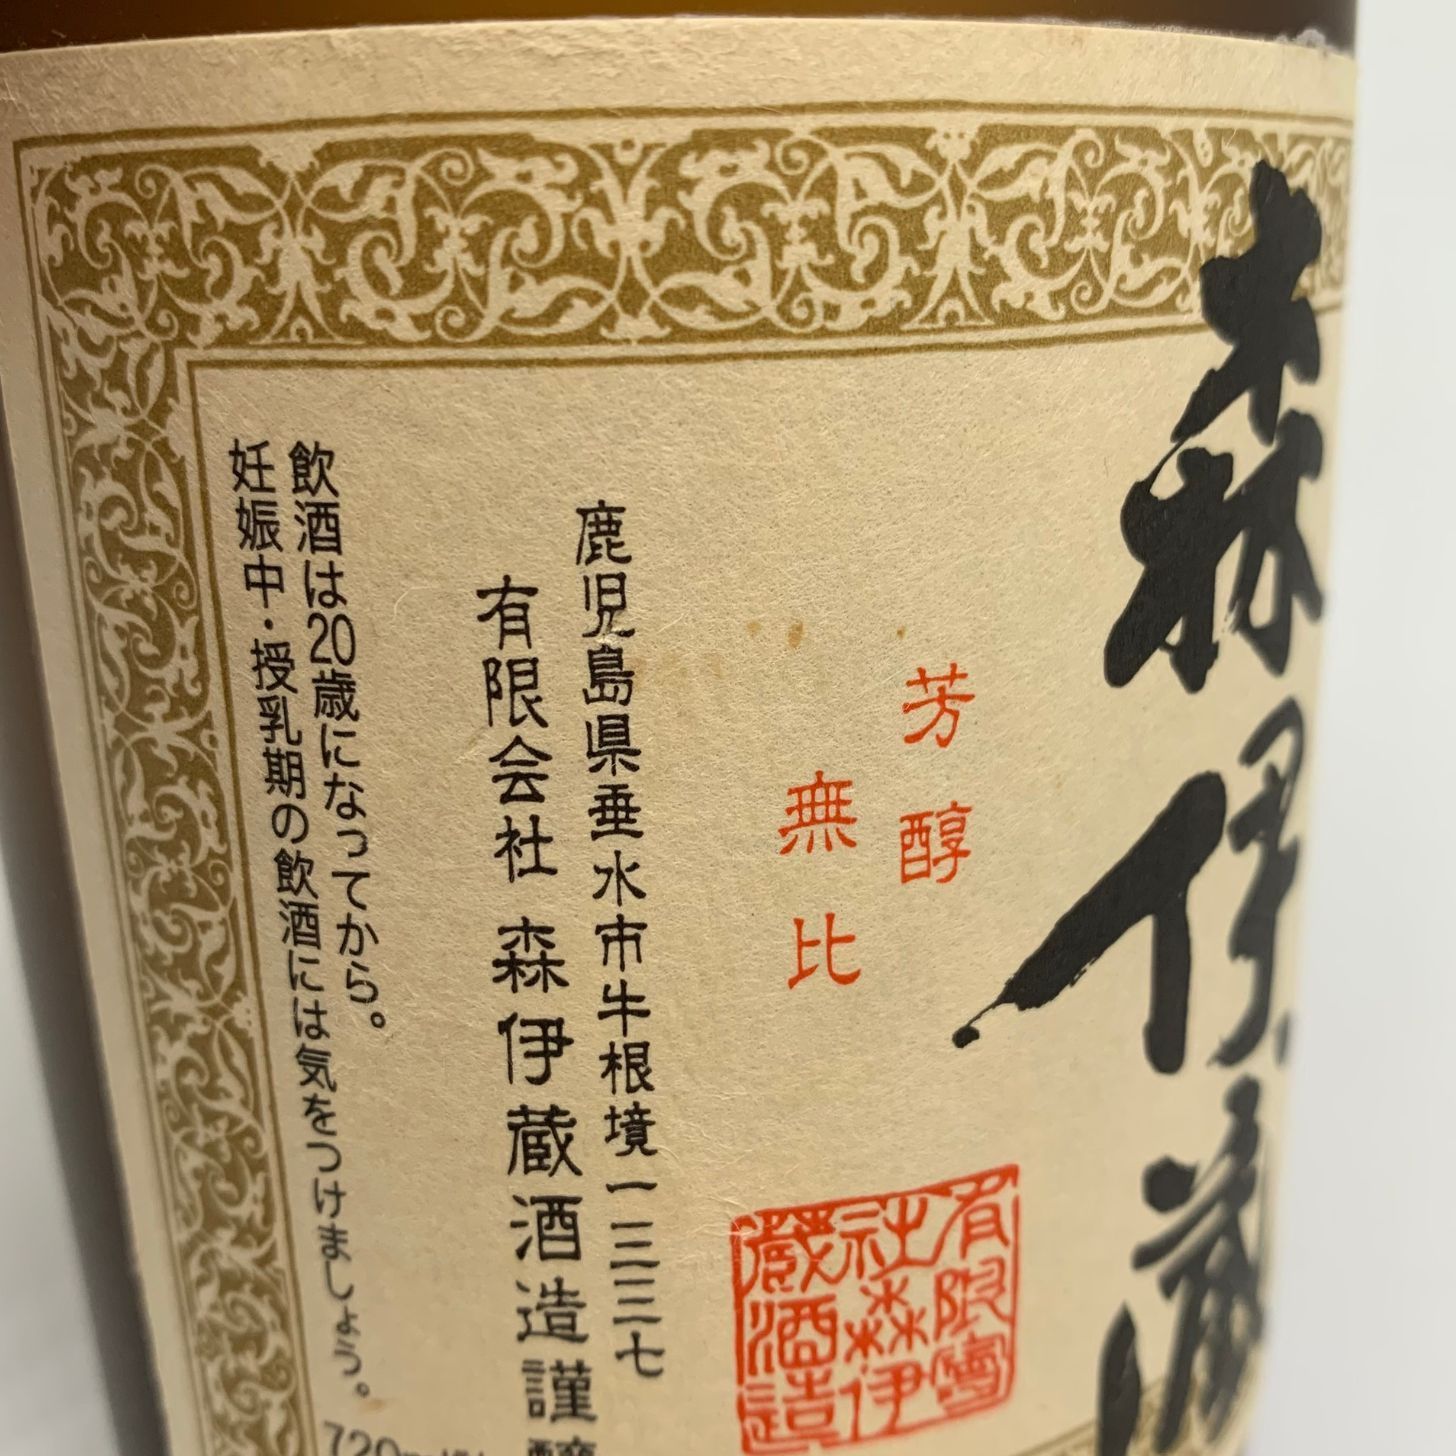 森伊蔵
芳醇
無比
有限會
社森伊
蔵酒造
鹿児島県垂水市牛根境一三三七
有限会社 森伊蔵酒造謹醸
飲酒は20歳になってから。
妊娠中・授乳期の飲酒には気をつけましょう。
720